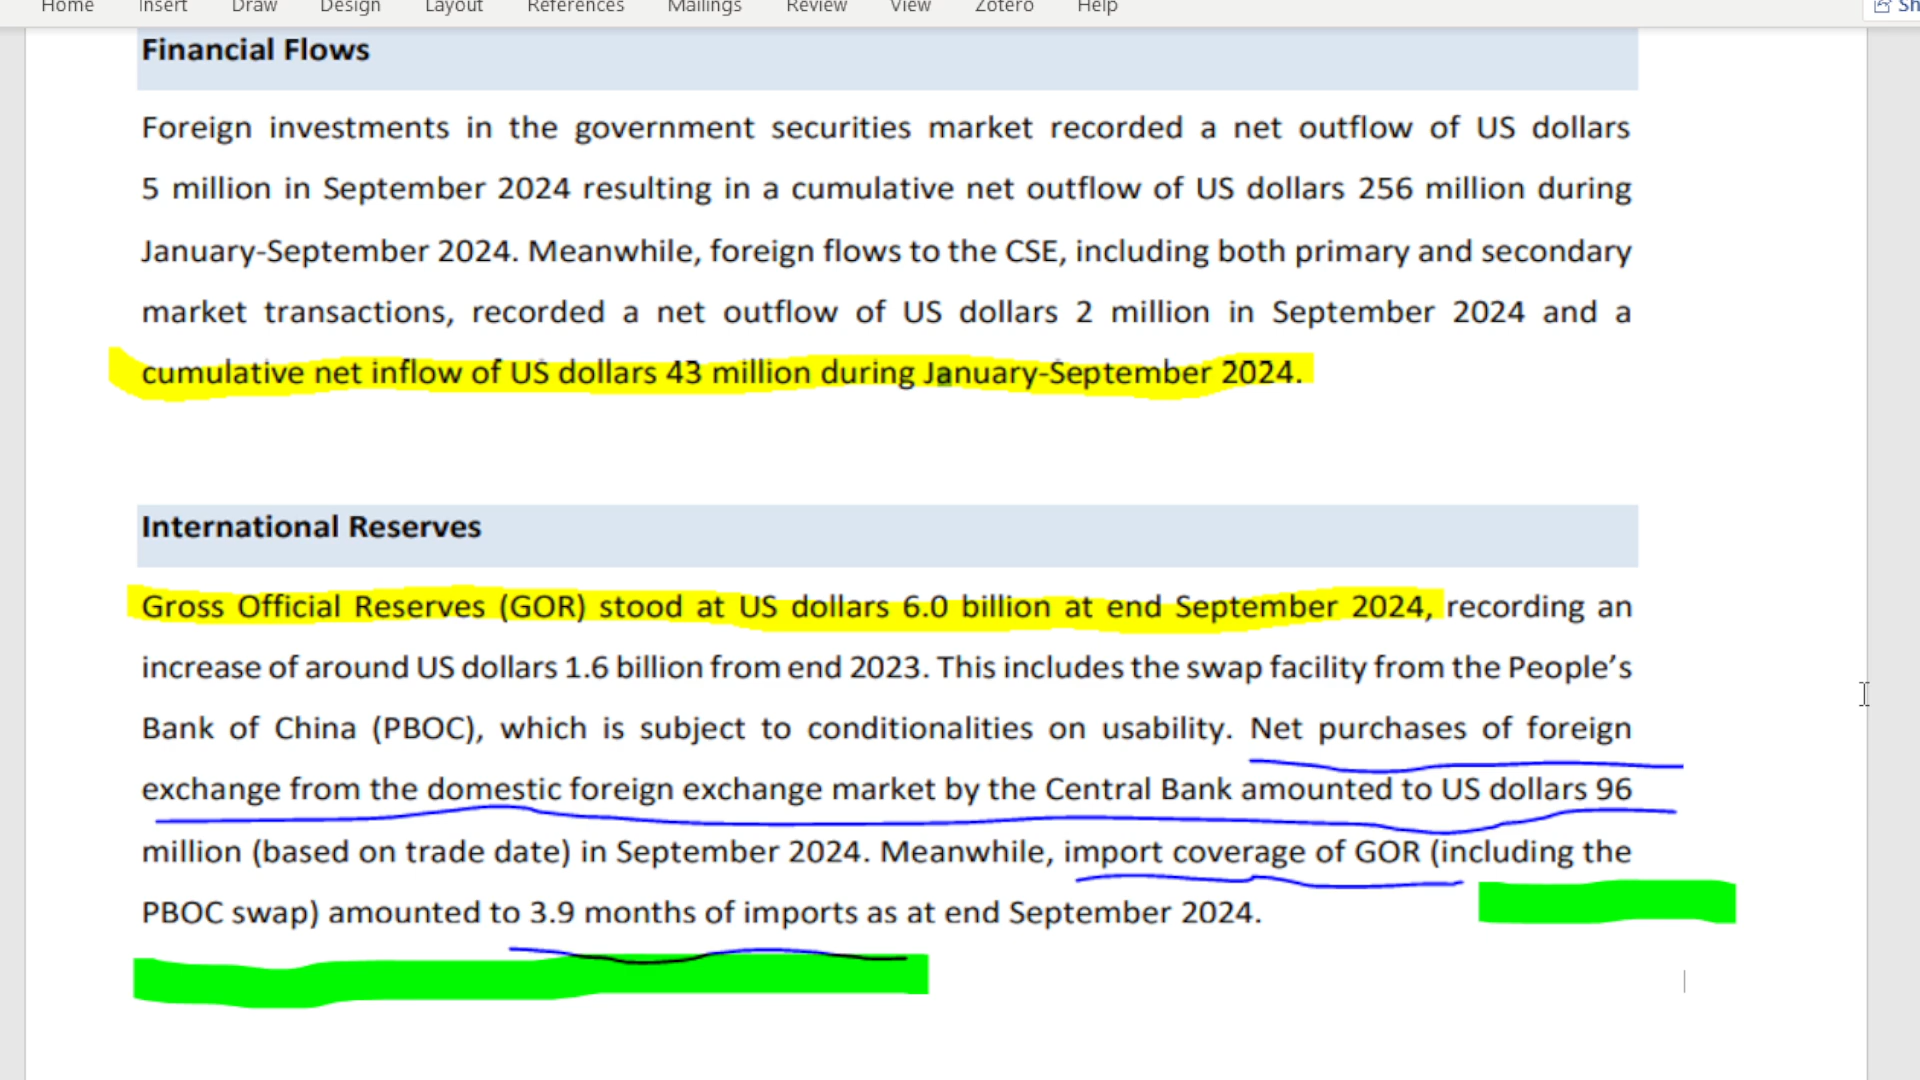 Home Insert Draw Design Layout References Mailings Review View Zotero Help Sh
Financial Flows
Foreign investments in the government securities market recorded a net outflow of US dollars
5 million in September 2024 resulting in a cumulative net outflow of US dollars 256 million during
January-September 2024. Meanwhile, foreign flows to the CSE, including both primary and secondary
market transactions, recorded a net outflow of US dollars 2 million in September 2024 and a
cumulative net inflow of US dollars 43 million during January-September 2024.
International Reserves
Gross Official Reserves (GOR) stood at US dollars 6.0 billion at end September 2024, recording an
increase of around US dollars 1.6 billion from end 2023. This includes the swap facility from the People’s
Bank of China (PBOC), which is subject to conditionalities on usability. Net purchases of foreign
exchange from the domestic foreign exchange market by the Central Bank amounted to US dollars 96
million (based on trade date) in September 2024. Meanwhile, import coverage of GOR (including the
PBOC swap) amounted to 3.9 months of imports as at end September 2024.